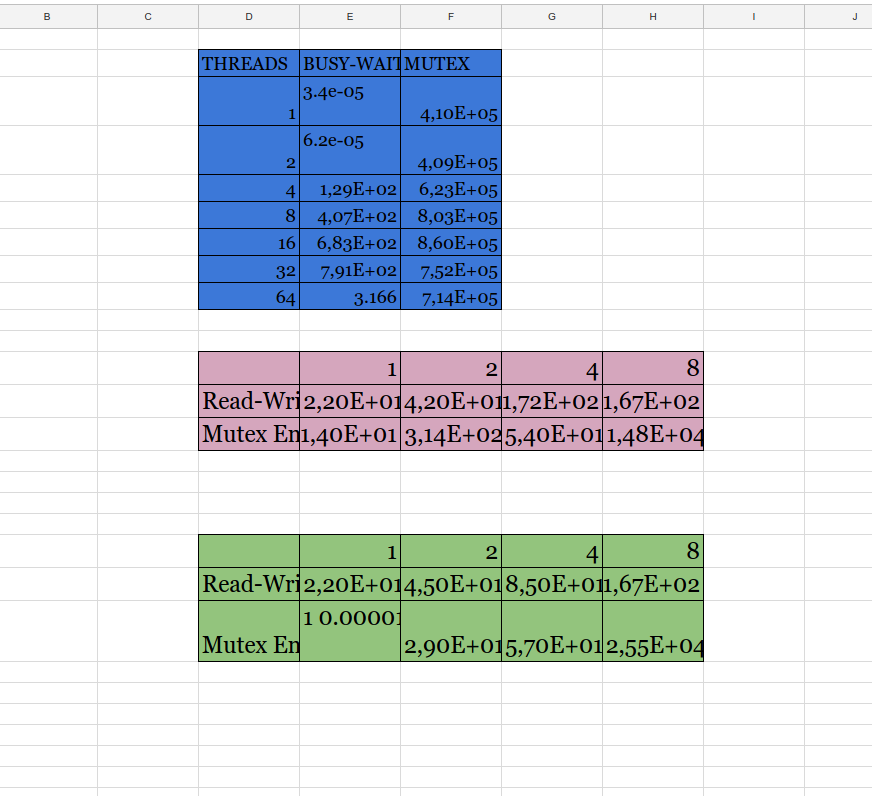 B C D E F G H I J
THREADS BUSY-WAIT MUTEX
3.4e-05
1 4,10E+05
6.2e-05
2 4,09E+05
4 1,29E+02 6,23E+05
8 4,07E+02 8,03E+05
16 6,83E+02 8,60E+05
32 7,91E+02 7,52E+05
64 3.166 7,14E+05
1 2 4 8
Read-Wri 2,20E+01 4,20E+01 1,72E+02 1,67E+02
Mutex En 1,40E+01 3,14E+02 5,40E+01 1,48E+04
1 2 4 8
Read-Wri 2,20E+01 4,50E+01 8,50E+01 1,67E+02
1 0.00001
Mutex En 2,90E+01 5,70E+01 2,55E+04